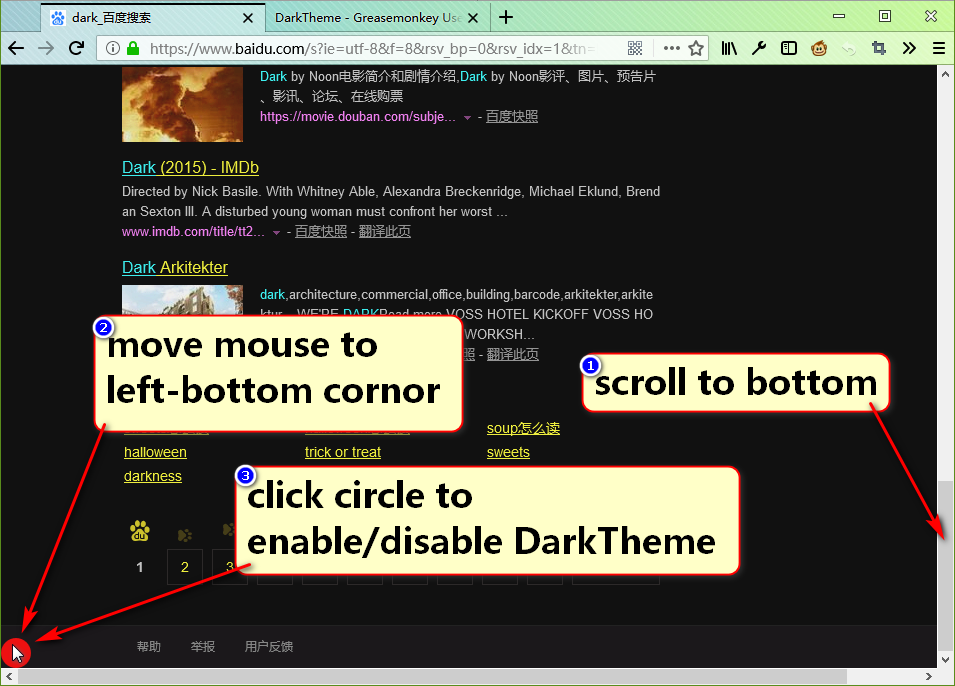 dark_百度搜索
DarkTheme - Greasemonkey Use
https://www.baidu.com/s?ie=utf-8&f=8&rsv_bp=0&rsv_idx=1&tn=
Dark by Noon电影简介和剧情介绍,Dark by Noon影评、图片、预告片
、影讯、论坛、在线购票
https://movie.douban.com/subje... - 百度快照
Dark (2015) - IMDb
Directed by Nick Basile. With Whitney Able, Alexandra Breckenridge, Michael Eklund, Brend
an Sexton III. A disturbed young woman must confront her worst ...
www.imdb.com/title/tt2... - 百度快照 - 翻译此页
Dark Arkitekter
dark,architecture,commercial,office,building,barcode,arkitekter,arkite
ktur... WE'RE DARKRead more VOSS HOTEL KICKOFF VOSS HO
WORKSH...
照 - 翻译此页
2
move mouse to
left-bottom cornor
1
scroll to bottom
soup怎么读
halloween
trick or treat
sweets
darkness
3
click circle to
enable/disable DarkTheme
du
1
2
3
帮助
举报
用户反馈